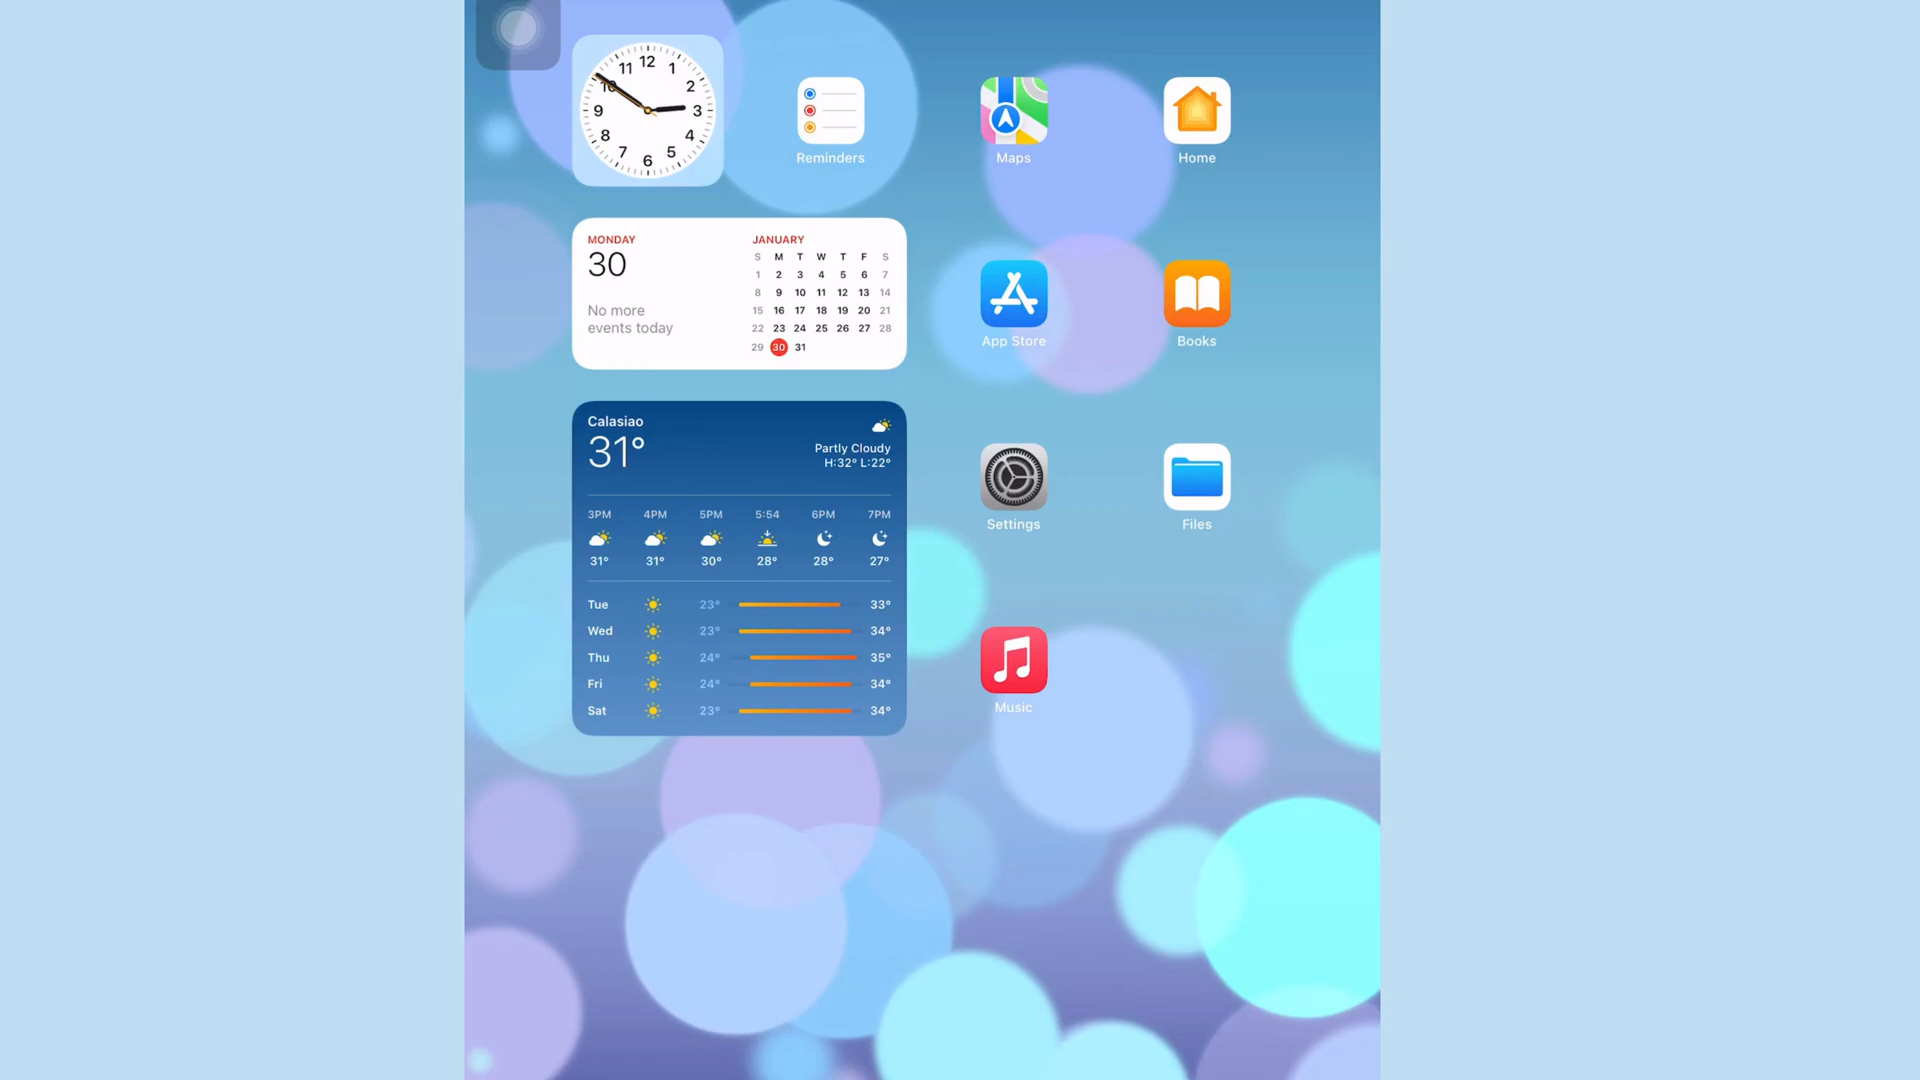 12
11 1
10 2
9 3
8 4
7 5
6
Reminders
Maps
Home
MONDAY
30
No more
events today
JANUARY
S M T W T F S
1 2 3 4 5 6 7
8 9 10 11 12 13 14
15 16 17 18 19 20 21
22 23 24 25 26 27 28
29 30 31
App Store
Books
Calasiao
31°
Partly Cloudy
H:32° L:22°
3PM 4PM 5PM 5:54 6PM 7PM
31° 31° 30° 28° 28° 27°
Tue 23° 33°
Wed 23° 34°
Thu 24° 35°
Fri 24° 34°
Sat 23° 34°
Settings
Files
Music